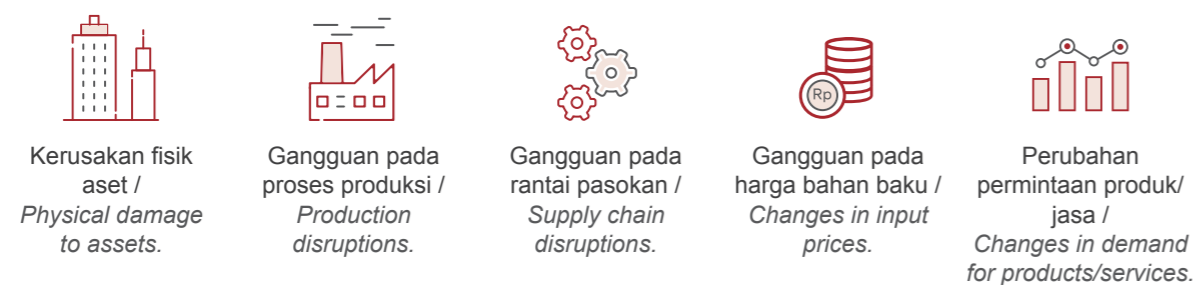 Kerusakan fisik
aset /
Physical damage
to assets.
Gangguan pada
proses produksi /
Production
disruptions.
Gangguan pada
rantai pasokan /
Supply chain
disruptions.
Rp
Gangguan pada
harga bahan baku /
Changes in input
prices.
Perubahan
permintaan produk/
jasa /
Changes in demand
for products/services.